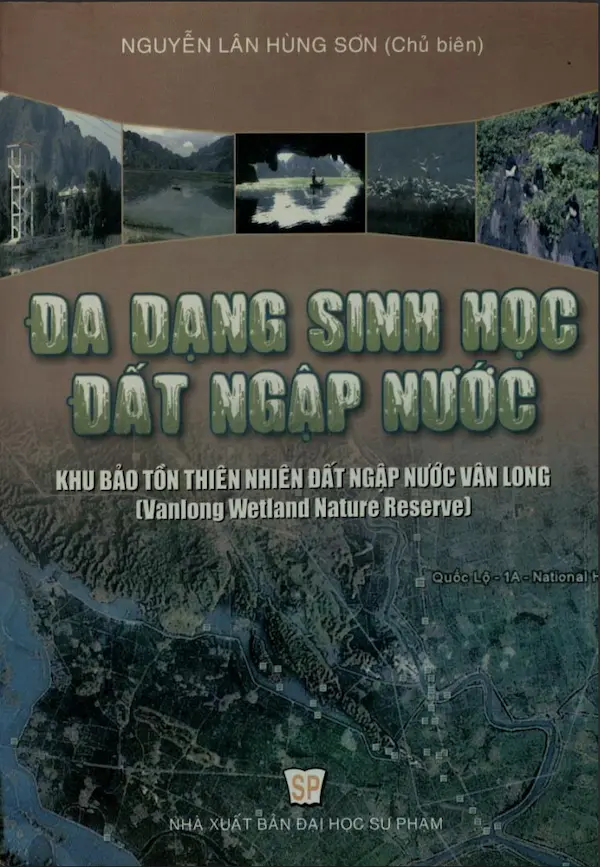 NGUYỄN LÂN HÙNG SƠN (Chủ biên)
ĐA DẠNG SINH HỌC
ĐẤT NGẬP NƯỚC
KHU BẢO TỒN THIÊN NHIÊN ĐẤT NGẬP NƯỚC VÂN LONG
(Vanlong Wetland Nature Reserve)
Quốc Lộ - 1A - National H
SP
NHÀ XUẤT BẢN ĐẠI HỌC SƯ PHẠM